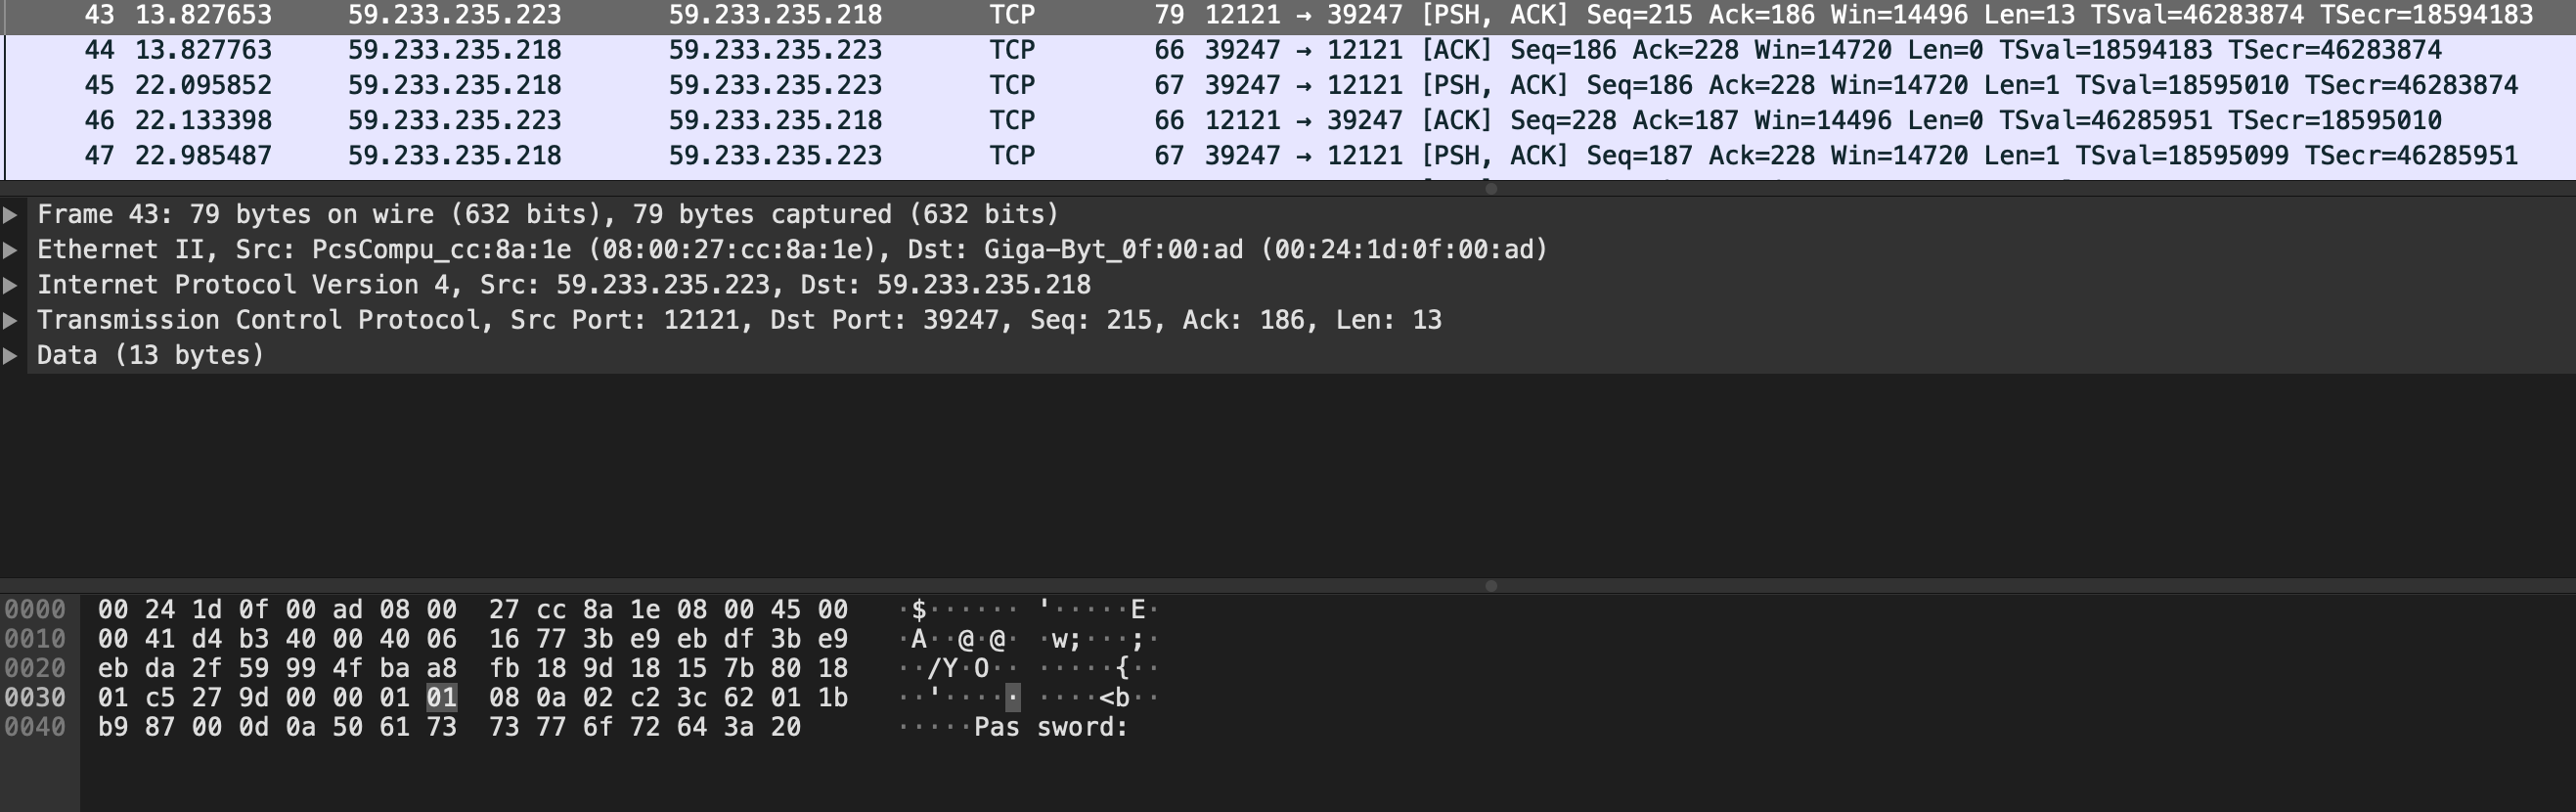 43 13.827653 59.233.235.223 59.233.235.218 TCP 79 12121 → 39247 [PSH, ACK] Seq=215 Ack=186 Win=14496 Len=13 TSval=46283874 TSecr=18594183
44 13.827763 59.233.235.218 59.233.235.223 TCP 66 39247 → 12121 [ACK] Seq=186 Ack=228 Win=14720 Len=0 TSval=18594183 TSecr=46283874
45 22.095852 59.233.235.218 59.233.235.223 TCP 67 39247 → 12121 [PSH, ACK] Seq=186 Ack=228 Win=14720 Len=1 TSval=18595010 TSecr=46283874
46 22.133398 59.233.235.223 59.233.235.218 TCP 66 12121 → 39247 [ACK] Seq=228 Ack=187 Win=14496 Len=0 TSval=46285951 TSecr=18595010
47 22.985487 59.233.235.218 59.233.235.223 TCP 67 39247 → 12121 [PSH, ACK] Seq=187 Ack=228 Win=14720 Len=1 TSval=18595099 TSecr=46285951
Frame 43: 79 bytes on wire (632 bits), 79 bytes captured (632 bits)
Ethernet II, Src: PcsCompu_cc:8a:1e (08:00:27:cc:8a:1e), Dst: Giga-Byt_0f:00:ad (00:24:1d:0f:00:ad)
Internet Protocol Version 4, Src: 59.233.235.223, Dst: 59.233.235.218
Transmission Control Protocol, Src Port: 12121, Dst Port: 39247, Seq: 215, Ack: 186, Len: 13
Data (13 bytes)
0000 00 24 1d 0f 00 ad 08 00 27 cc 8a 1e 08 00 45 00 ·$······ '·····E·
0010 00 41 d4 b3 40 00 40 06 16 77 3b e9 eb df 3b e9 ·A··@·@· ·w;···;·
0020 eb da 2f 59 99 4f ba a8 fb 18 9d 18 15 7b 80 18 ··/Y·O·· ·····{··
0030 01 c5 27 9d 00 00 01 01 08 0a 02 c2 3c 62 01 1b ··'····· ····<b··
0040 b9 87 00 0d 0a 50 61 73 73 77 6f 72 64 3a 20 ·····Pas sword: